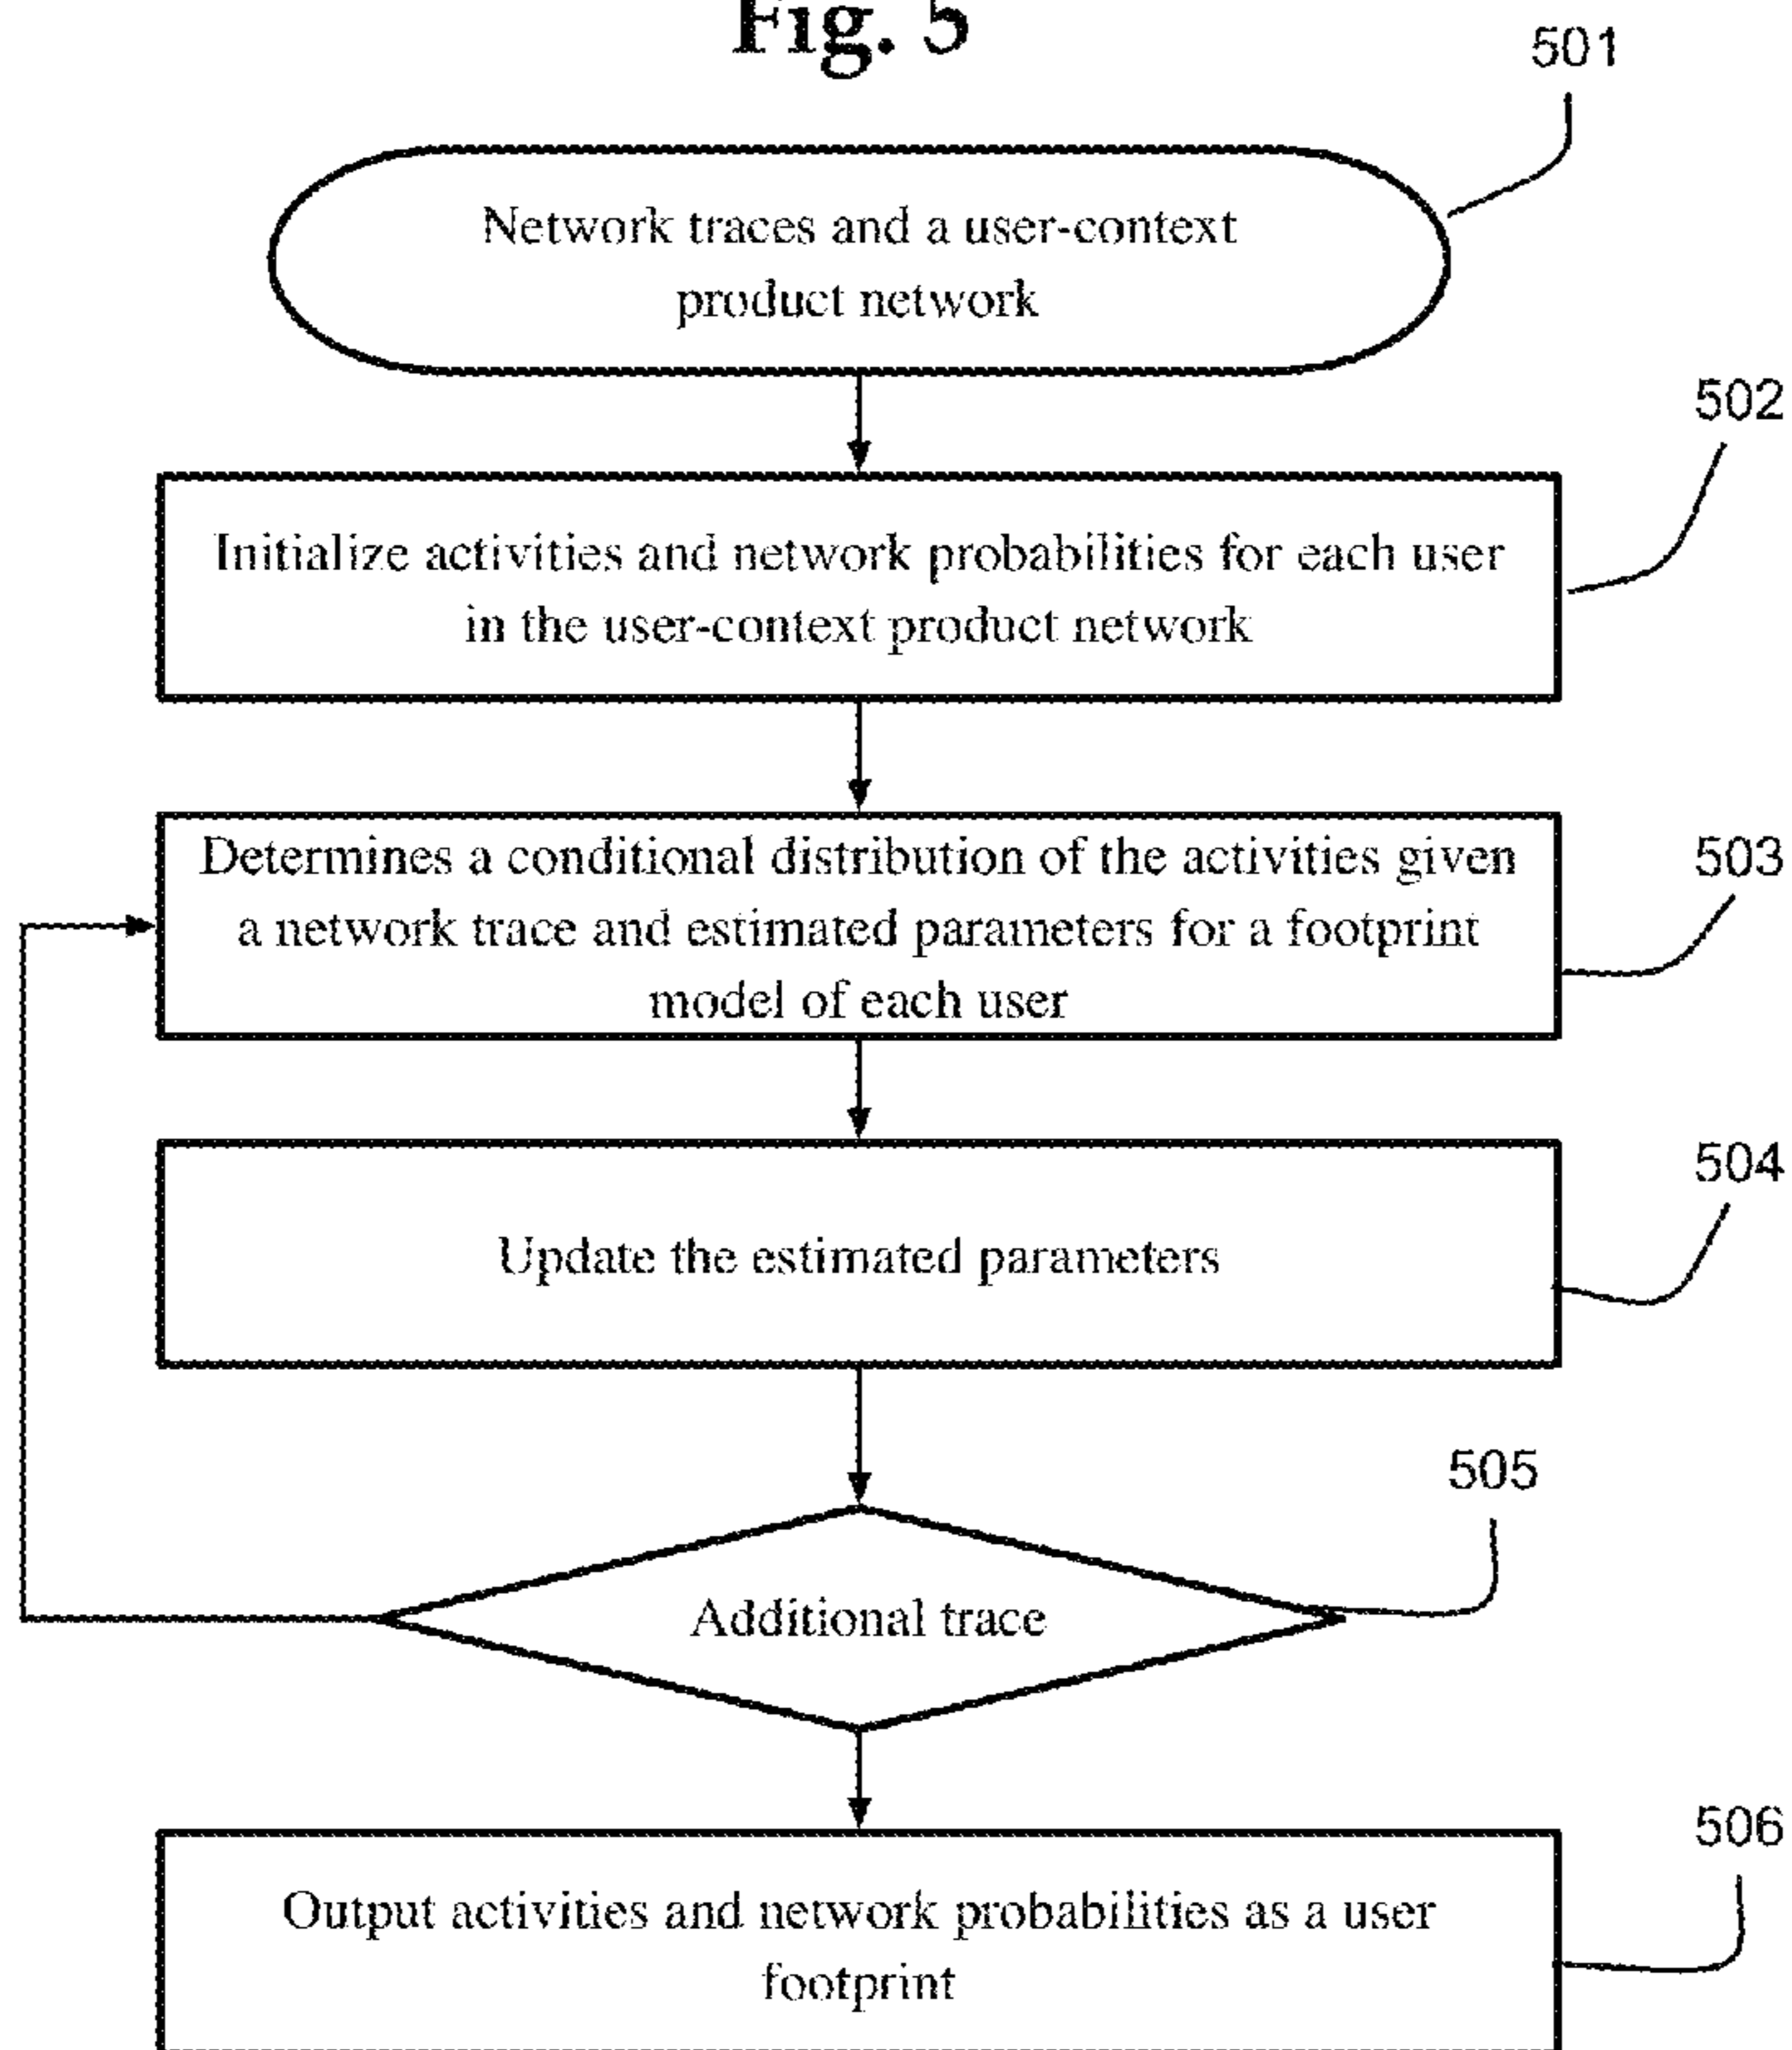 Fig. 5
501
Network traces and a user-context
product network
502
Initialize activities and network probabilities for each user
in the user-context product network
503
Determines a conditional distribution of the activities given
a network trace and estimated parameters for a footprint
model of each user
504
Update the estimated parameters
505
Additional trace
506
Output activities and network probabilities as a user
footprint